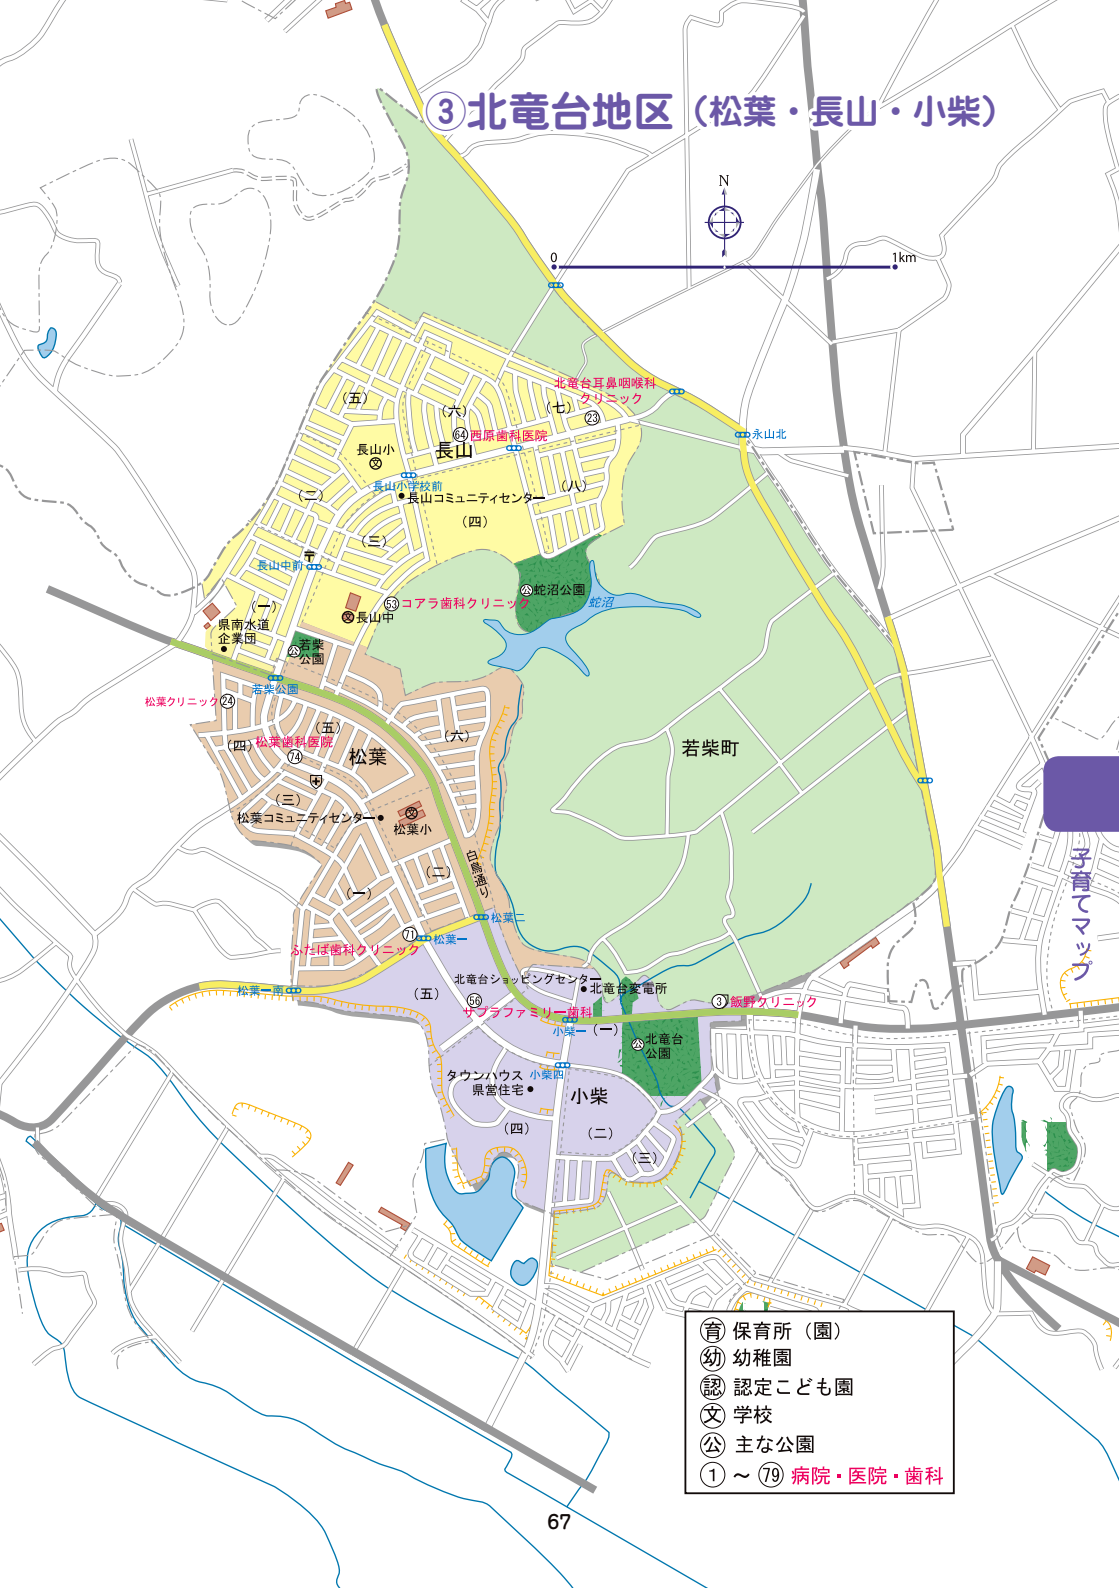 ③北竜台地区（松葉・長山・小柴）
N
0
1km
北竜台耳鼻咽喉科
クリニック
（五）
（六）
（七）
㉓
永山北
64
西原歯科医院
長山小
文
長山
長山小学校前
長山コミュニティセンター
（二）
（八）
（四）
（三）
〒
長山中前
公
蛇沼公園
蛇沼
53
コアラ歯科クリニック
文
長山中
（一）
県南水道
企業団
公
若柴
公園
若柴公園
松葉クリニック
24
（五）
（四）
松葉歯科医院
74
松葉
（六）
若柴町
（三）
松葉コミュニティセンター
文
松葉小
白鳥通り
（二）
（一）
松葉二
71
松葉一
ふたば歯科クリニック
松葉一南
北竜台ショッピングセンター
北竜台変電所
（五）
56
サプラファミリー歯科
3
飯野クリニック
小柴一
（一）
公
北竜台
公園
タウンハウス
県営住宅
小柴四
小柴
（四）
（二）
（三）
子育てマップ
育 保育所（園）
幼 幼稚園
認 認定こども園
文 学校
公 主な公園
1 〜 79 病院・医院・歯科
67